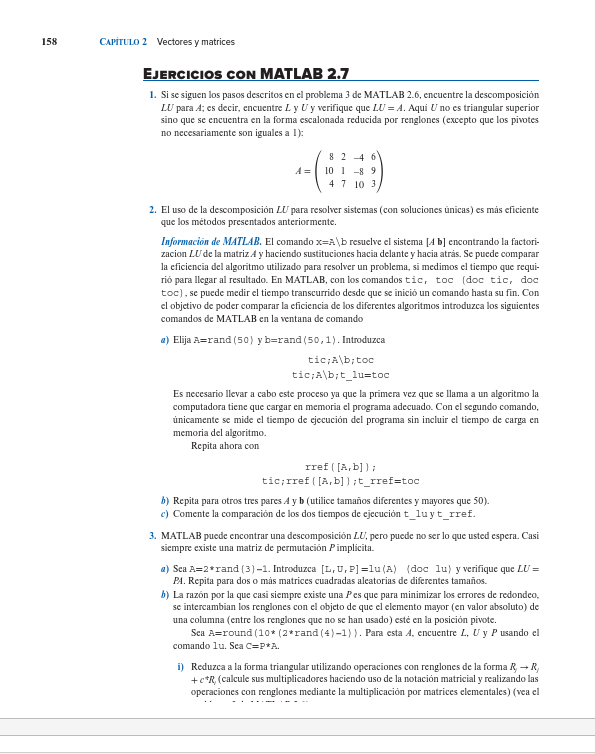 158 CAPÍTULO 2 Vectores y matrices
EJERCICIOS CON MATLAB 2.7
1. Si se siguen los pasos descritos en el problema 3 de MATLAB 2.6, encuentre la descomposición
LU para A; es decir, encuentre L y U y verifique que LU = A. Aquí U no es triangular superior
sino que se encuentra en la forma escalonada reducida por renglones (excepto que los pivotes
no necesariamente son iguales a 1):
8 2 −4 6
A = 10 1 −8 9
4 7 10 3
2. El uso de la descomposición LU para resolver sistemas (con soluciones únicas) es más eficiente
que los métodos presentados anteriormente.
Información de MATLAB. El comando x=A\b resuelve el sistema [A b] encontrando la factori-
zacion LU de la matriz A y haciendo sustituciones hacia delante y hacia atrás. Se puede comparar
la eficiencia del algoritmo utilizado para resolver un problema, si medimos el tiempo que requi-
rió para llegar al resultado. En MATLAB, con los comandos tic, toc (doc tic, doc
toc), se puede medir el tiempo transcurrido desde que se inició un comando hasta su fin. Con
el objetivo de poder comparar la eficiencia de los diferentes algoritmos introduzca los siguientes
comandos de MATLAB en la ventana de comando
a) Elija A=rand(50) y b=rand(50,1). Introduzca
tic;A\b;toc
tic;A\b;t_lu=toc
Es necesario llevar a cabo este proceso ya que la primera vez que se llama a un algoritmo la
computadora tiene que cargar en memoria el programa adecuado. Con el segundo comando,
únicamente se mide el tiempo de ejecución del programa sin incluir el tiempo de carga en
memoria del algoritmo.
Repita ahora con
rref([A,b]);
tic;rref([A,b]);t_rref=toc
b) Repita para otros tres pares A y b (utilice tamaños diferentes y mayores que 50).
c) Comente la comparación de los dos tiempos de ejecución t_lu y t_rref.
3. MATLAB puede encontrar una descomposición LU, pero puede no ser lo que usted espera. Casi
siempre existe una matriz de permutación P implícita.
a) Sea A=2*rand(3)-1. Introduzca [L,U,P]=lu(A) (doc lu) y verifique que LU =
PA. Repita para dos o más matrices cuadradas aleatorias de diferentes tamaños.
b) La razón por la que casi siempre existe una P es que para minimizar los errores de redondeo,
se intercambian los renglones con el objeto de que el elemento mayor (en valor absoluto) de
una columna (entre los renglones que no se han usado) esté en la posición pivote.
Sea A=round(10*(2*rand(4)-1)). Para esta A, encuentre L, U y P usando el
comando lu. Sea C=P*A.
i) Reduzca a la forma triangular utilizando operaciones con renglones de la forma Rj → Rj
+ c*Ri (calcule sus multiplicadores haciendo uso de la notación matricial y realizando las
operaciones con renglones mediante la multiplicación por matrices elementales) (vea el